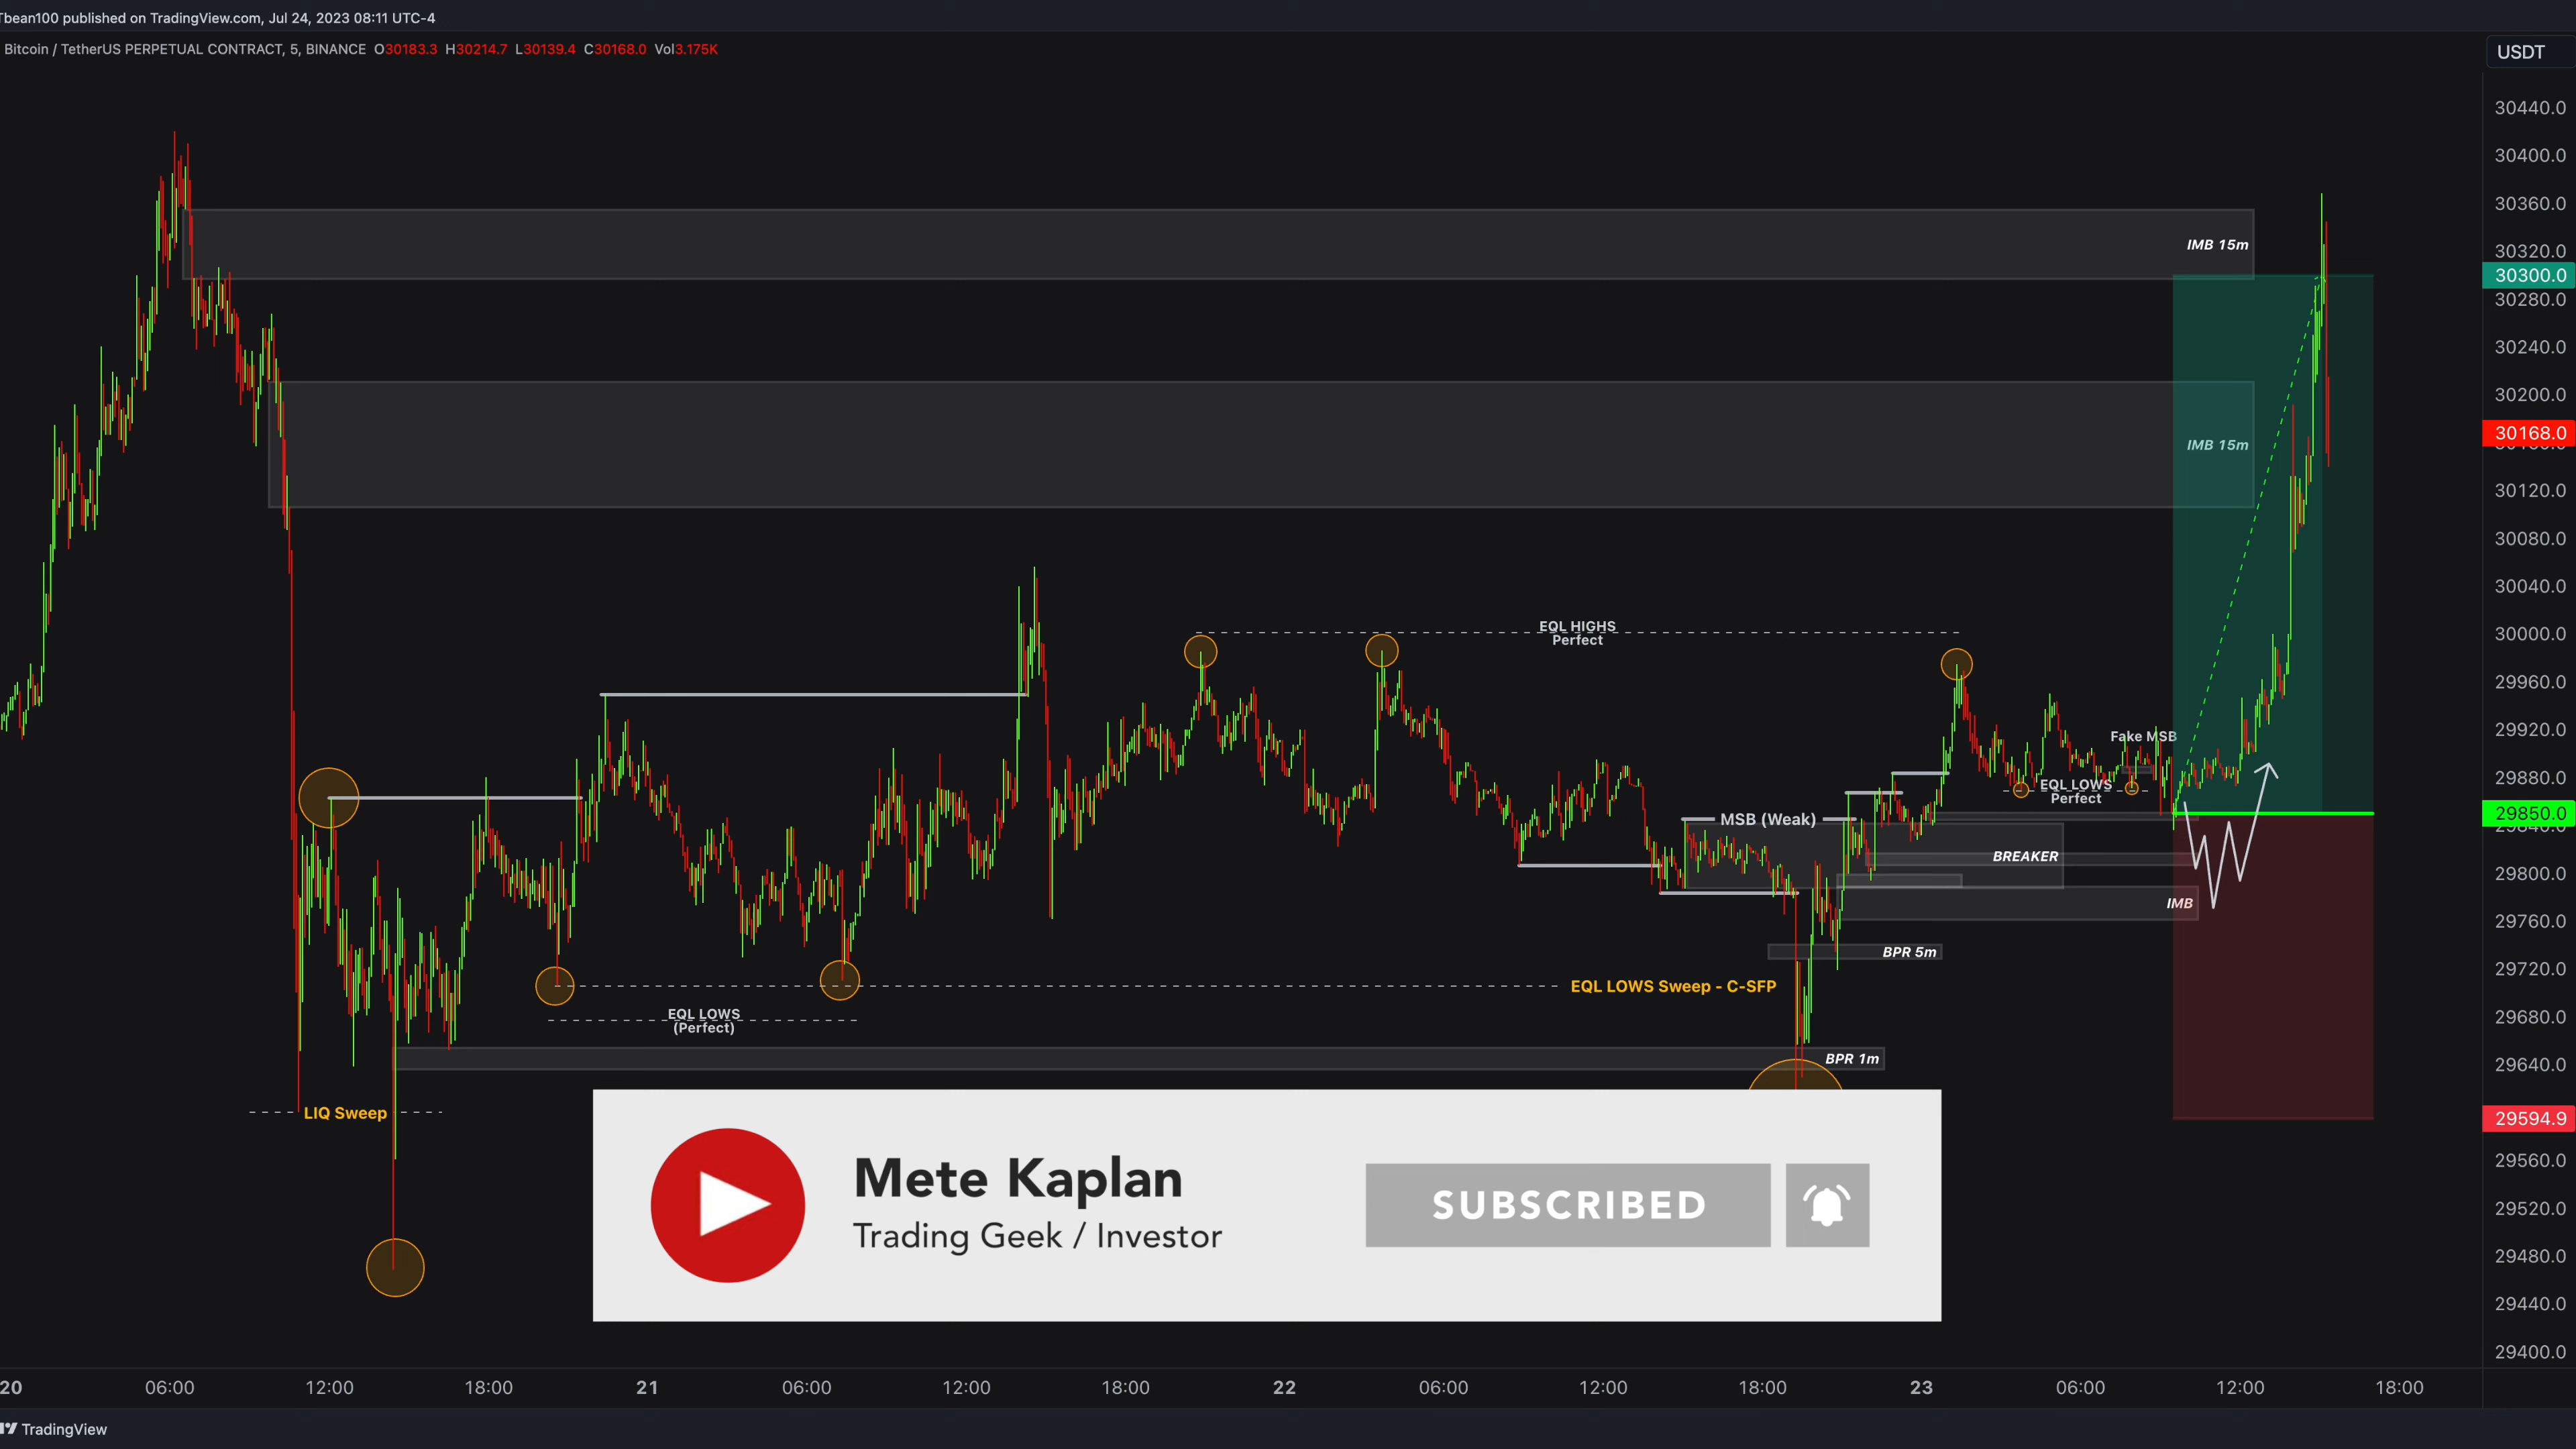 Tbean100 published on TradingView.com, Jul 24, 2023 08:11 UTC-4
Bitcoin / TetherUS PERPETUAL CONTRACT, 5, BINANCE O30183.3 H30214.7 L30139.4 C30168.0 Vol3.175K
USDT
30440.0
30400.0
30360.0
IMB 15m
30320.0
30300.0
30280.0
30240.0
30200.0
30168.0
IMB 15m
30120.0
30080.0
30040.0
EQL HIGHS
Perfect
30000.0
29960.0
29920.0
Fake MSB
29880.0
EQL LOWS
Perfect
29850.0
MSB (Weak)
BREAKER
29800.0
IMB
29760.0
BPR 5m
29720.0
EQL LOWS Sweep - C-SFP
EQL LOWS
(Perfect)
29680.0
BPR 1m
29640.0
LIQ Sweep
29594.9
29560.0
Mete Kaplan
Trading Geek / Investor
SUBSCRIBED
29520.0
29480.0
29440.0
29400.0
20 06:00 12:00 18:00 21 06:00 12:00 18:00 22 06:00 12:00 18:00 23 06:00 12:00 18:00
TradingView